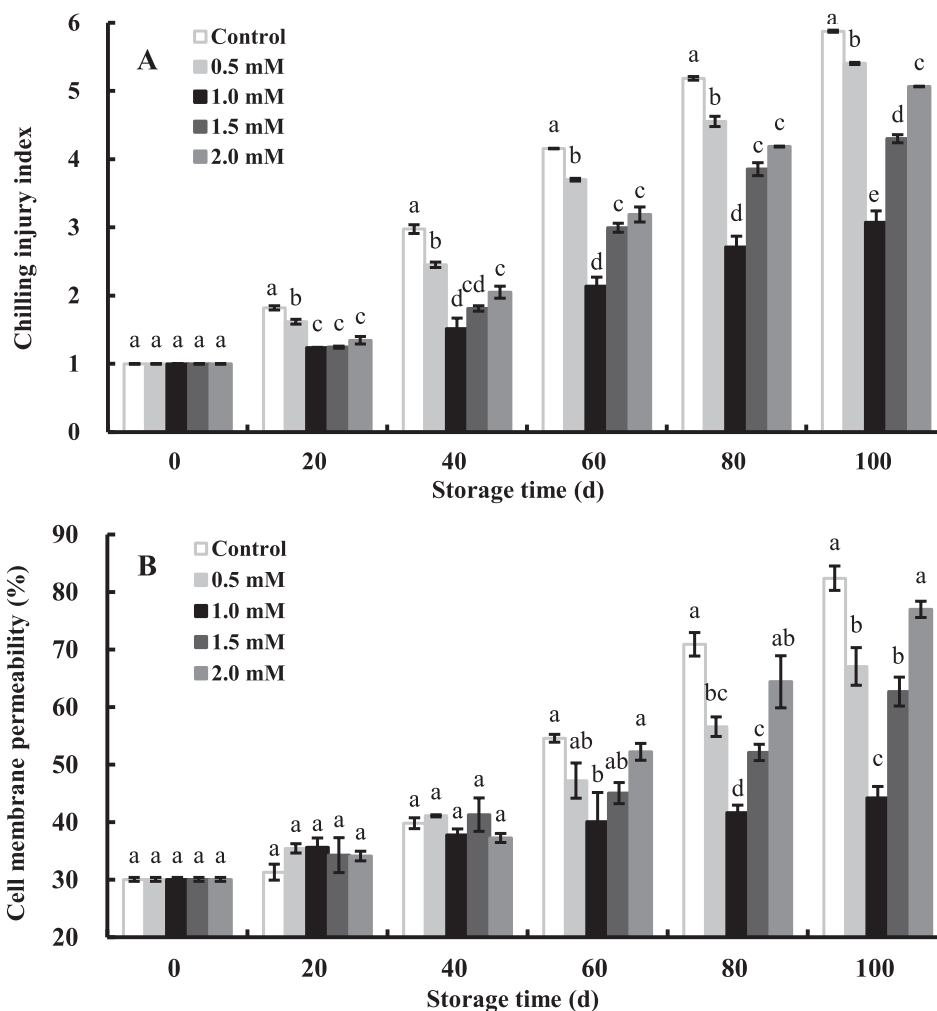 A
Control
0.5 mM
1.0 mM
1.5 mM
2.0 mM
Chilling injury index
6
5
4
3
2
1
0
a a a a a
a b c c c
a b d cd c
a b d c c
a b d c c
a b e d c
0 20 40 60 80 100
Storage time (d)
B
Control
0.5 mM
1.0 mM
1.5 mM
2.0 mM
Cell membrane permeability (%)
90
80
70
60
50
40
30
20
a a a a a
a a a a a
a a a a a
a ab b ab a
a bc d c ab
a b c b a
0 20 40 60 80 100
Storage time (d)